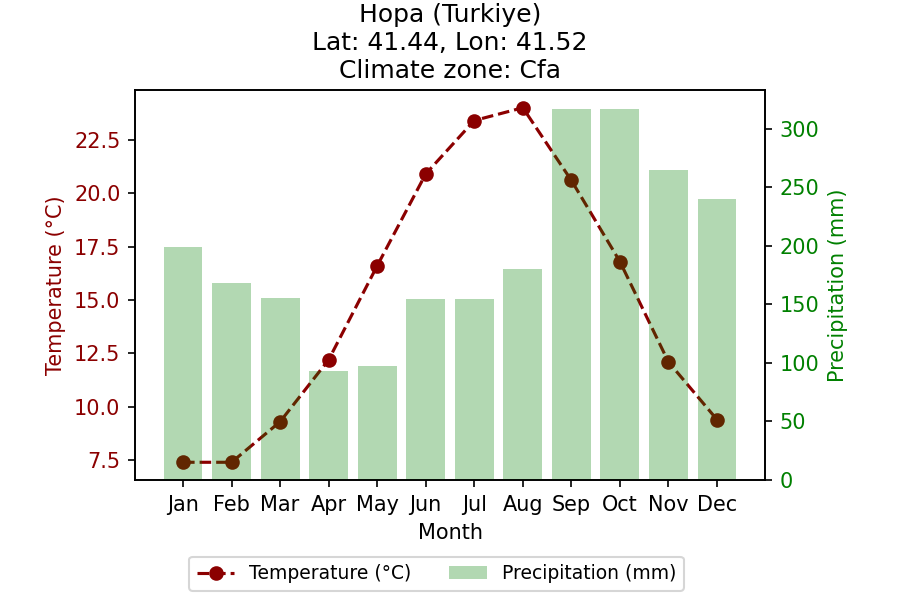 Hopa (Turkiye)
Lat: 41.44, Lon: 41.52
Climate zone: Cfa
Temperature (°C)
22.5
20.0
17.5
15.0
12.5
10.0
7.5
Precipitation (mm)
300
250
200
150
100
50
0
Jan Feb Mar Apr May Jun Jul Aug Sep Oct Nov Dec
Month
Temperature (°C) Precipitation (mm)